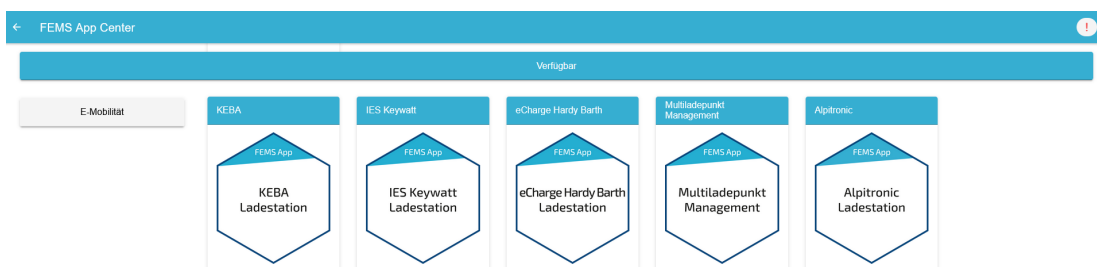 ← FEMS App Center !
Verfügbar
E-Mobilität
KEBA
FEMS App
KEBA
Ladestation
IES Keywatt
FEMS App
IES Keywatt
Ladestation
eCharge Hardy Barth
FEMS App
eCharge Hardy Barth
Ladestation
Multiladepunkt
Management
FEMS App
Multiladepunkt
Management
Alpitronic
FEMS App
Alpitronic
Ladestation